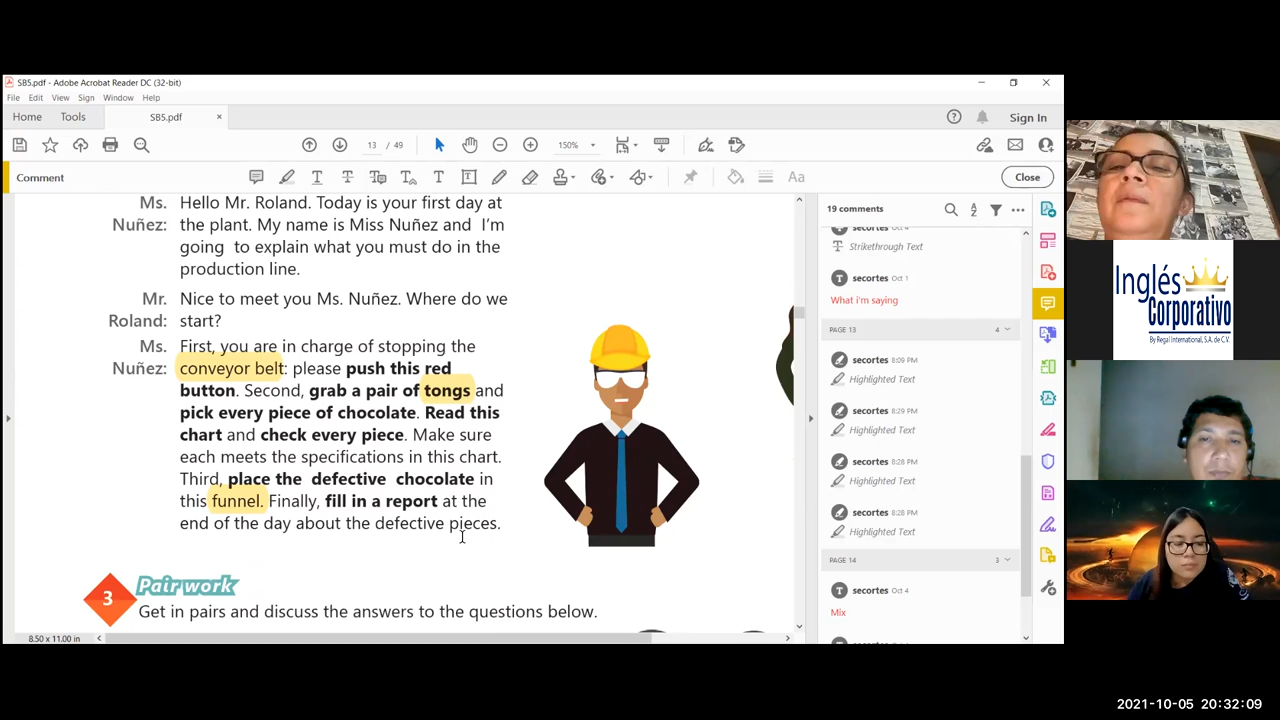 SB5.pdf - Adobe Acrobat Reader DC (32-bit)
File Edit View Sign Window Help
Home Tools SB5.pdf × Sign In
13 / 49 150%
Comment Close
Ms. Hello Mr. Roland. Today is your first day at
Nuñez: the plant. My name is Miss Nuñez and I’m
going to explain what you must do in the
production line.
Mr. Nice to meet you Ms. Nuñez. Where do we
Roland: start?
Ms. First, you are in charge of stopping the
Nuñez: conveyor belt: please push this red
button. Second, grab a pair of tongs and
pick every piece of chocolate. Read this
chart and check every piece. Make sure
each meets the specifications in this chart.
Third, place the defective chocolate in
this funnel. Finally, fill in a report at the
end of the day about the defective pieces.
3 Pair work
Get in pairs and discuss the answers to the questions below.
8.50 x 11.00 in
19 comments
secortes Oct 4
Strikethrough Text
secortes Oct 1
What i'm saying
PAGE 13 4
secortes 8:09 PM
Highlighted Text
secortes 8:29 PM
Highlighted Text
secortes 8:28 PM
Highlighted Text
secortes 8:28 PM
Highlighted Text
PAGE 14 3
secortes Oct 4
Mix
Inglés
Corporativo
By Regal International, S.A. de C.V.
2021-10-05 20:32:09